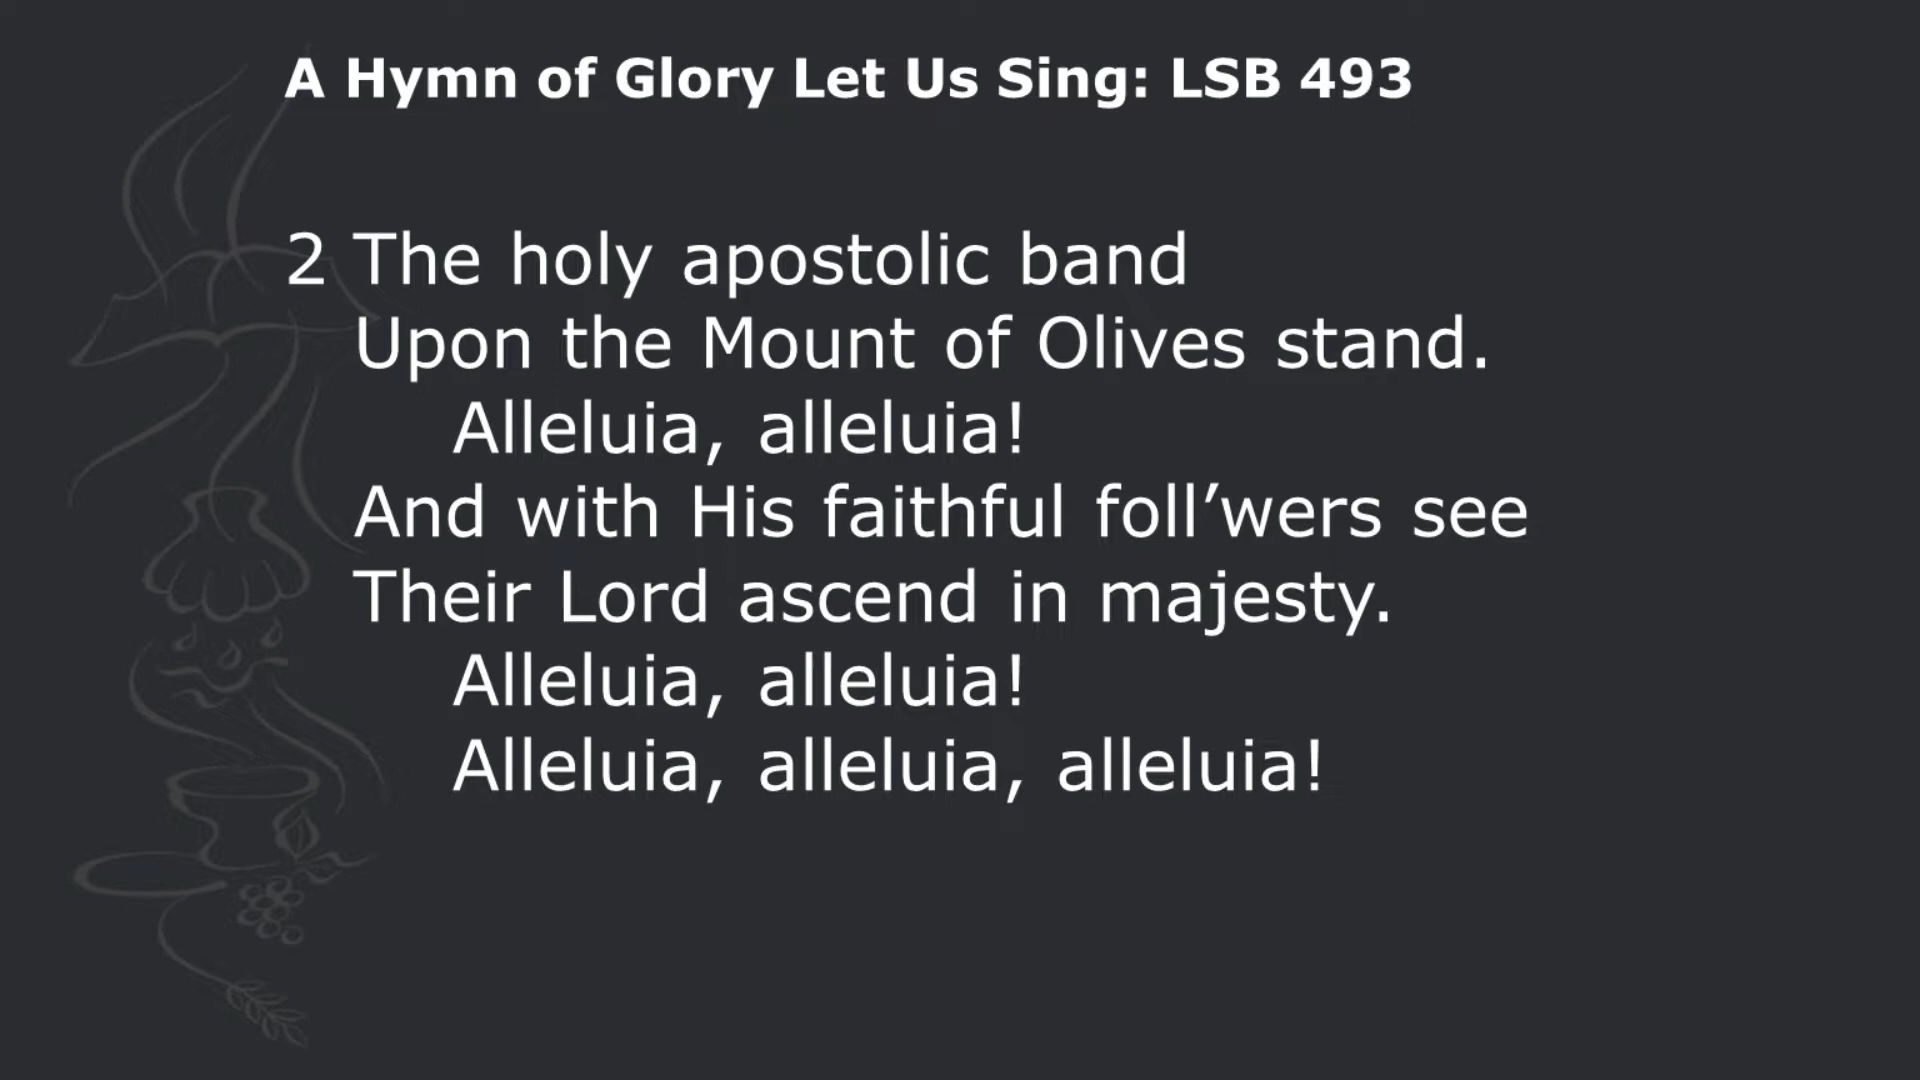 A Hymn of Glory Let Us Sing: LSB 493
2 The holy apostolic band
Upon the Mount of Olives stand.
Alleluia, alleluia!
And with His faithful foll’wers see
Their Lord ascend in majesty.
Alleluia, alleluia!
Alleluia, alleluia, alleluia!